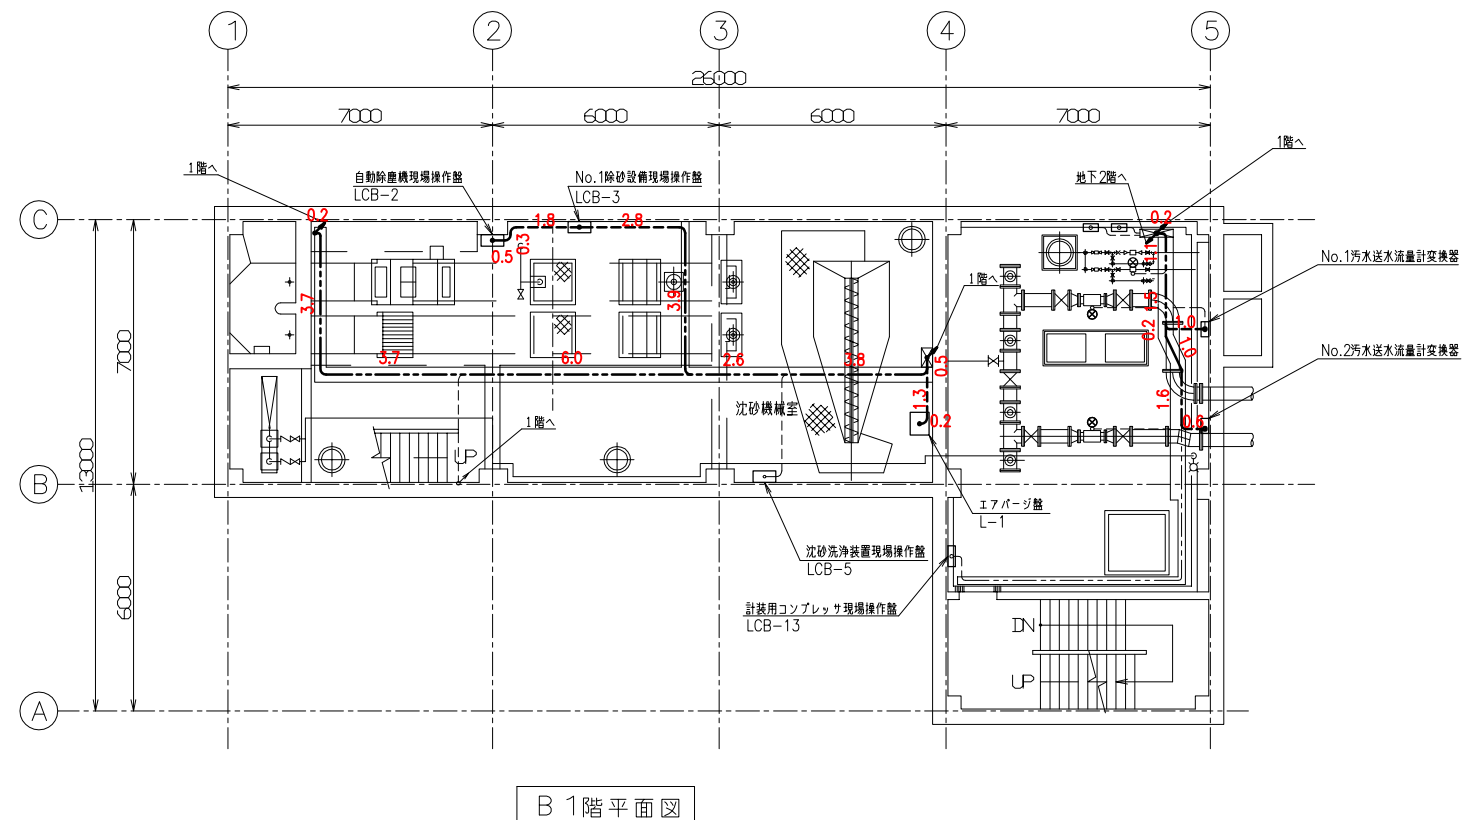 1
2
3
4
5
26000
7000
6000
6000
7000
1階へ
1階へ
自動除塵機現場操作盤
LCB-2
No.1除砂設備現場操作盤
LCB-3
地下2階へ
C
0.2
1.8
2.8
0.2
0.5
0.3
1.1
No.1汚水送水流量計変換器
1階へ
3.7
3.9
1.5
1.0
0.2
1.0
7000
No.2汚水送水流量計変換器
3.7
6.0
2.6
3.8
0.5
1.3
1.6
沈砂機械室
0.2
0.6
1階へ
UP
13000
B
エアパージ盤
L-1
沈砂洗浄装置現場操作盤
LCB-5
6000
計装用コンプレッサ現場操作盤
LCB-13
DN
UP
A
B1階平面図